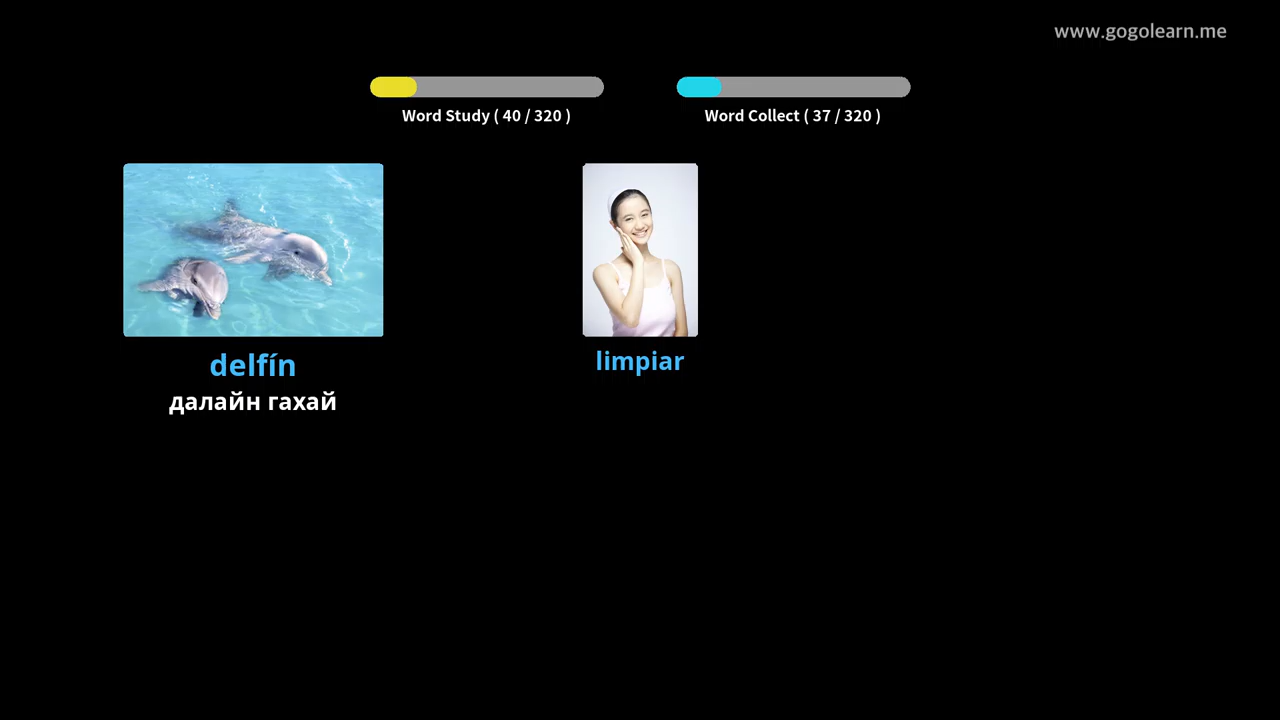 www.gogolearn.me
Word Study ( 40 / 320 )
Word Collect ( 37 / 320 )
delfín
далайн гахай
limpiar